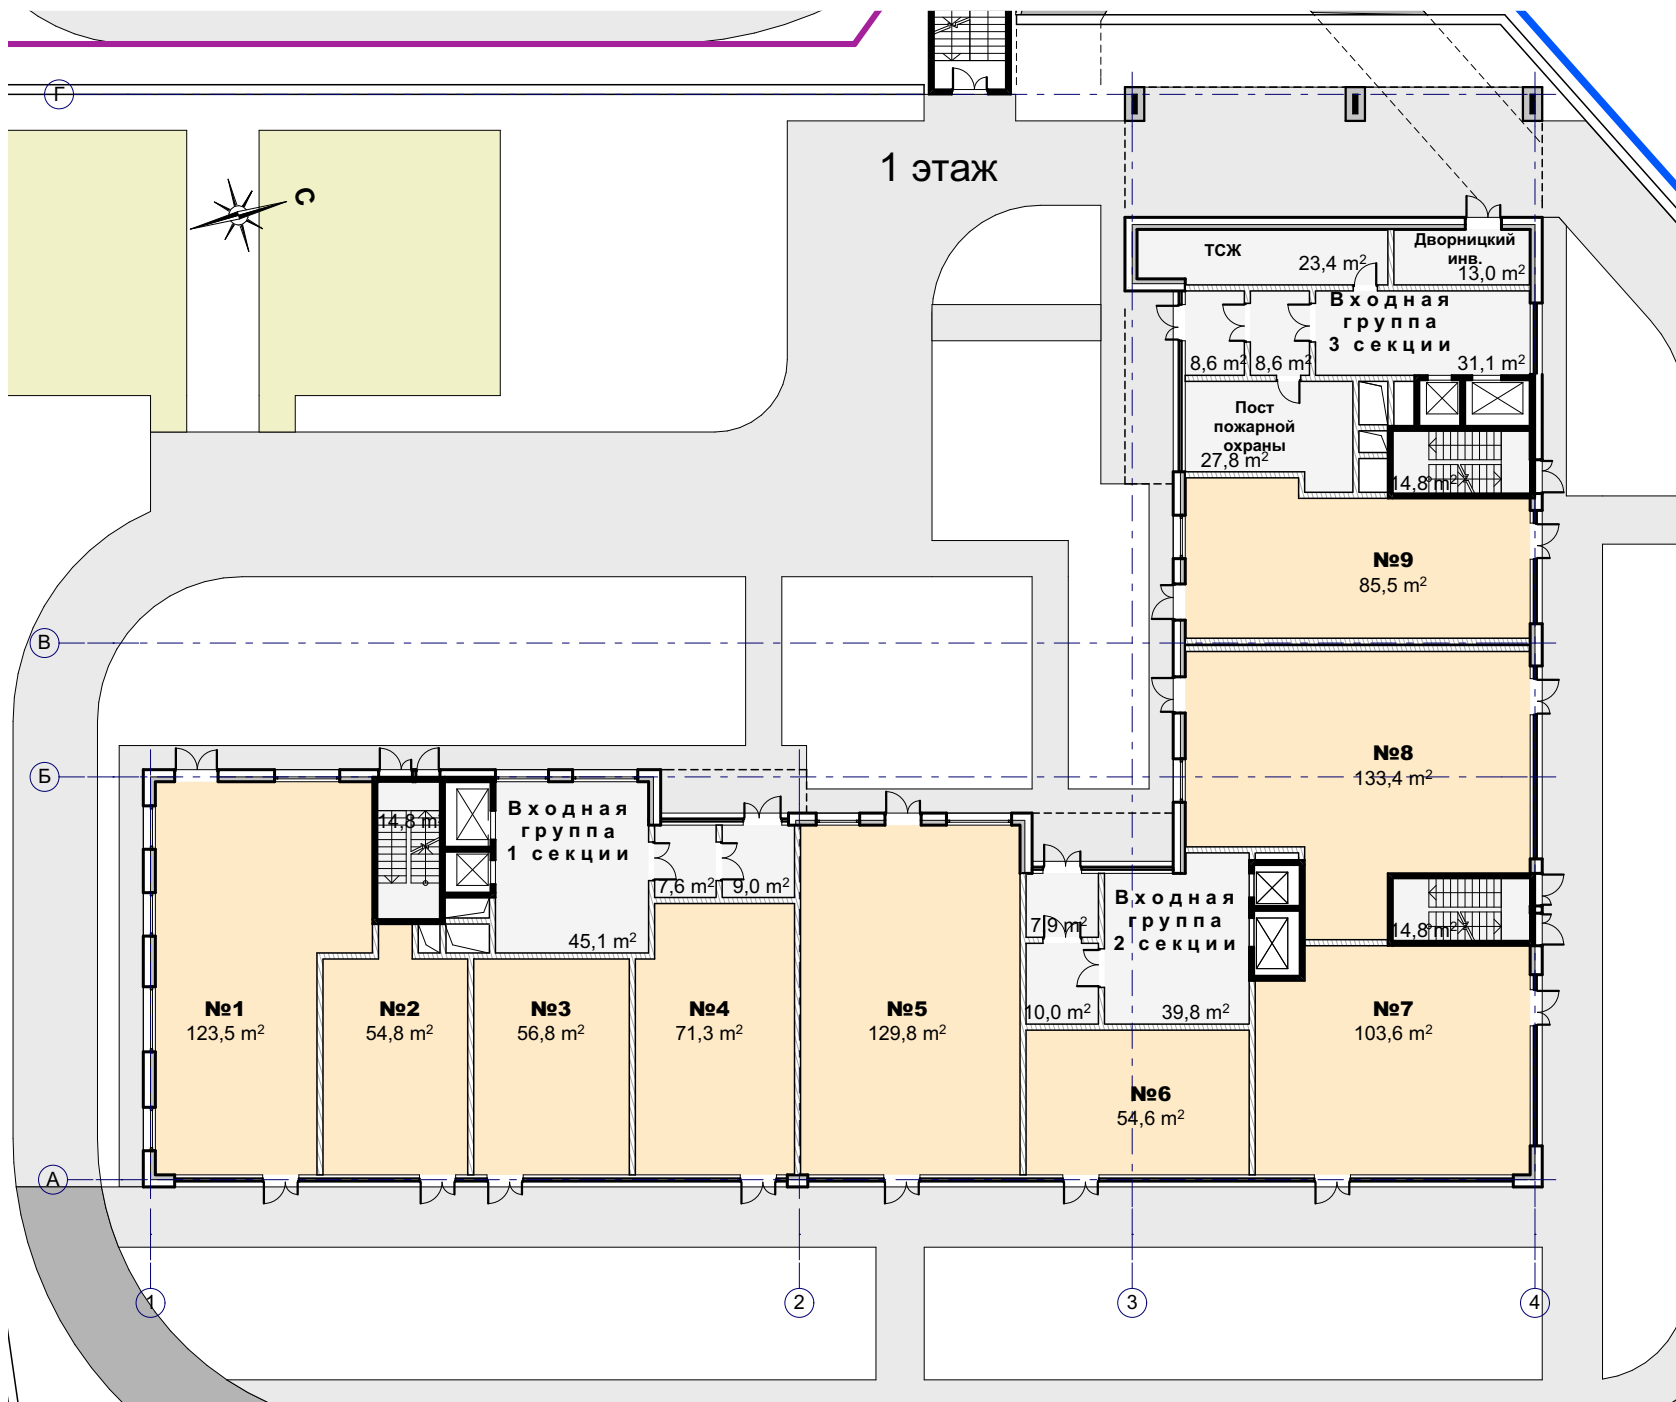 Г
1 этаж
С
ТСЖ
23,4 m²
Дворницкий
инв.
13,0 m²
Входная
группа
3 секции
8,6 m²
8,6 m²
31,1 m²
Пост
пожарной
охраны
27,8 m²
14,8 m²
№9
85,5 m²
В
№8
133,4 m²
Б
14,8 m
Входная
группа
1 секции
7,6 m²
9,0 m²
45,1 m²
7,9 m²
Входная
группа
2 секции
10,0 m²
39,8 m²
14,8 m²
№1
123,5 m²
№2
54,8 m²
№3
56,8 m²
№4
71,3 m²
№5
129,8 m²
№6
54,6 m²
№7
103,6 m²
А
1
2
3
4